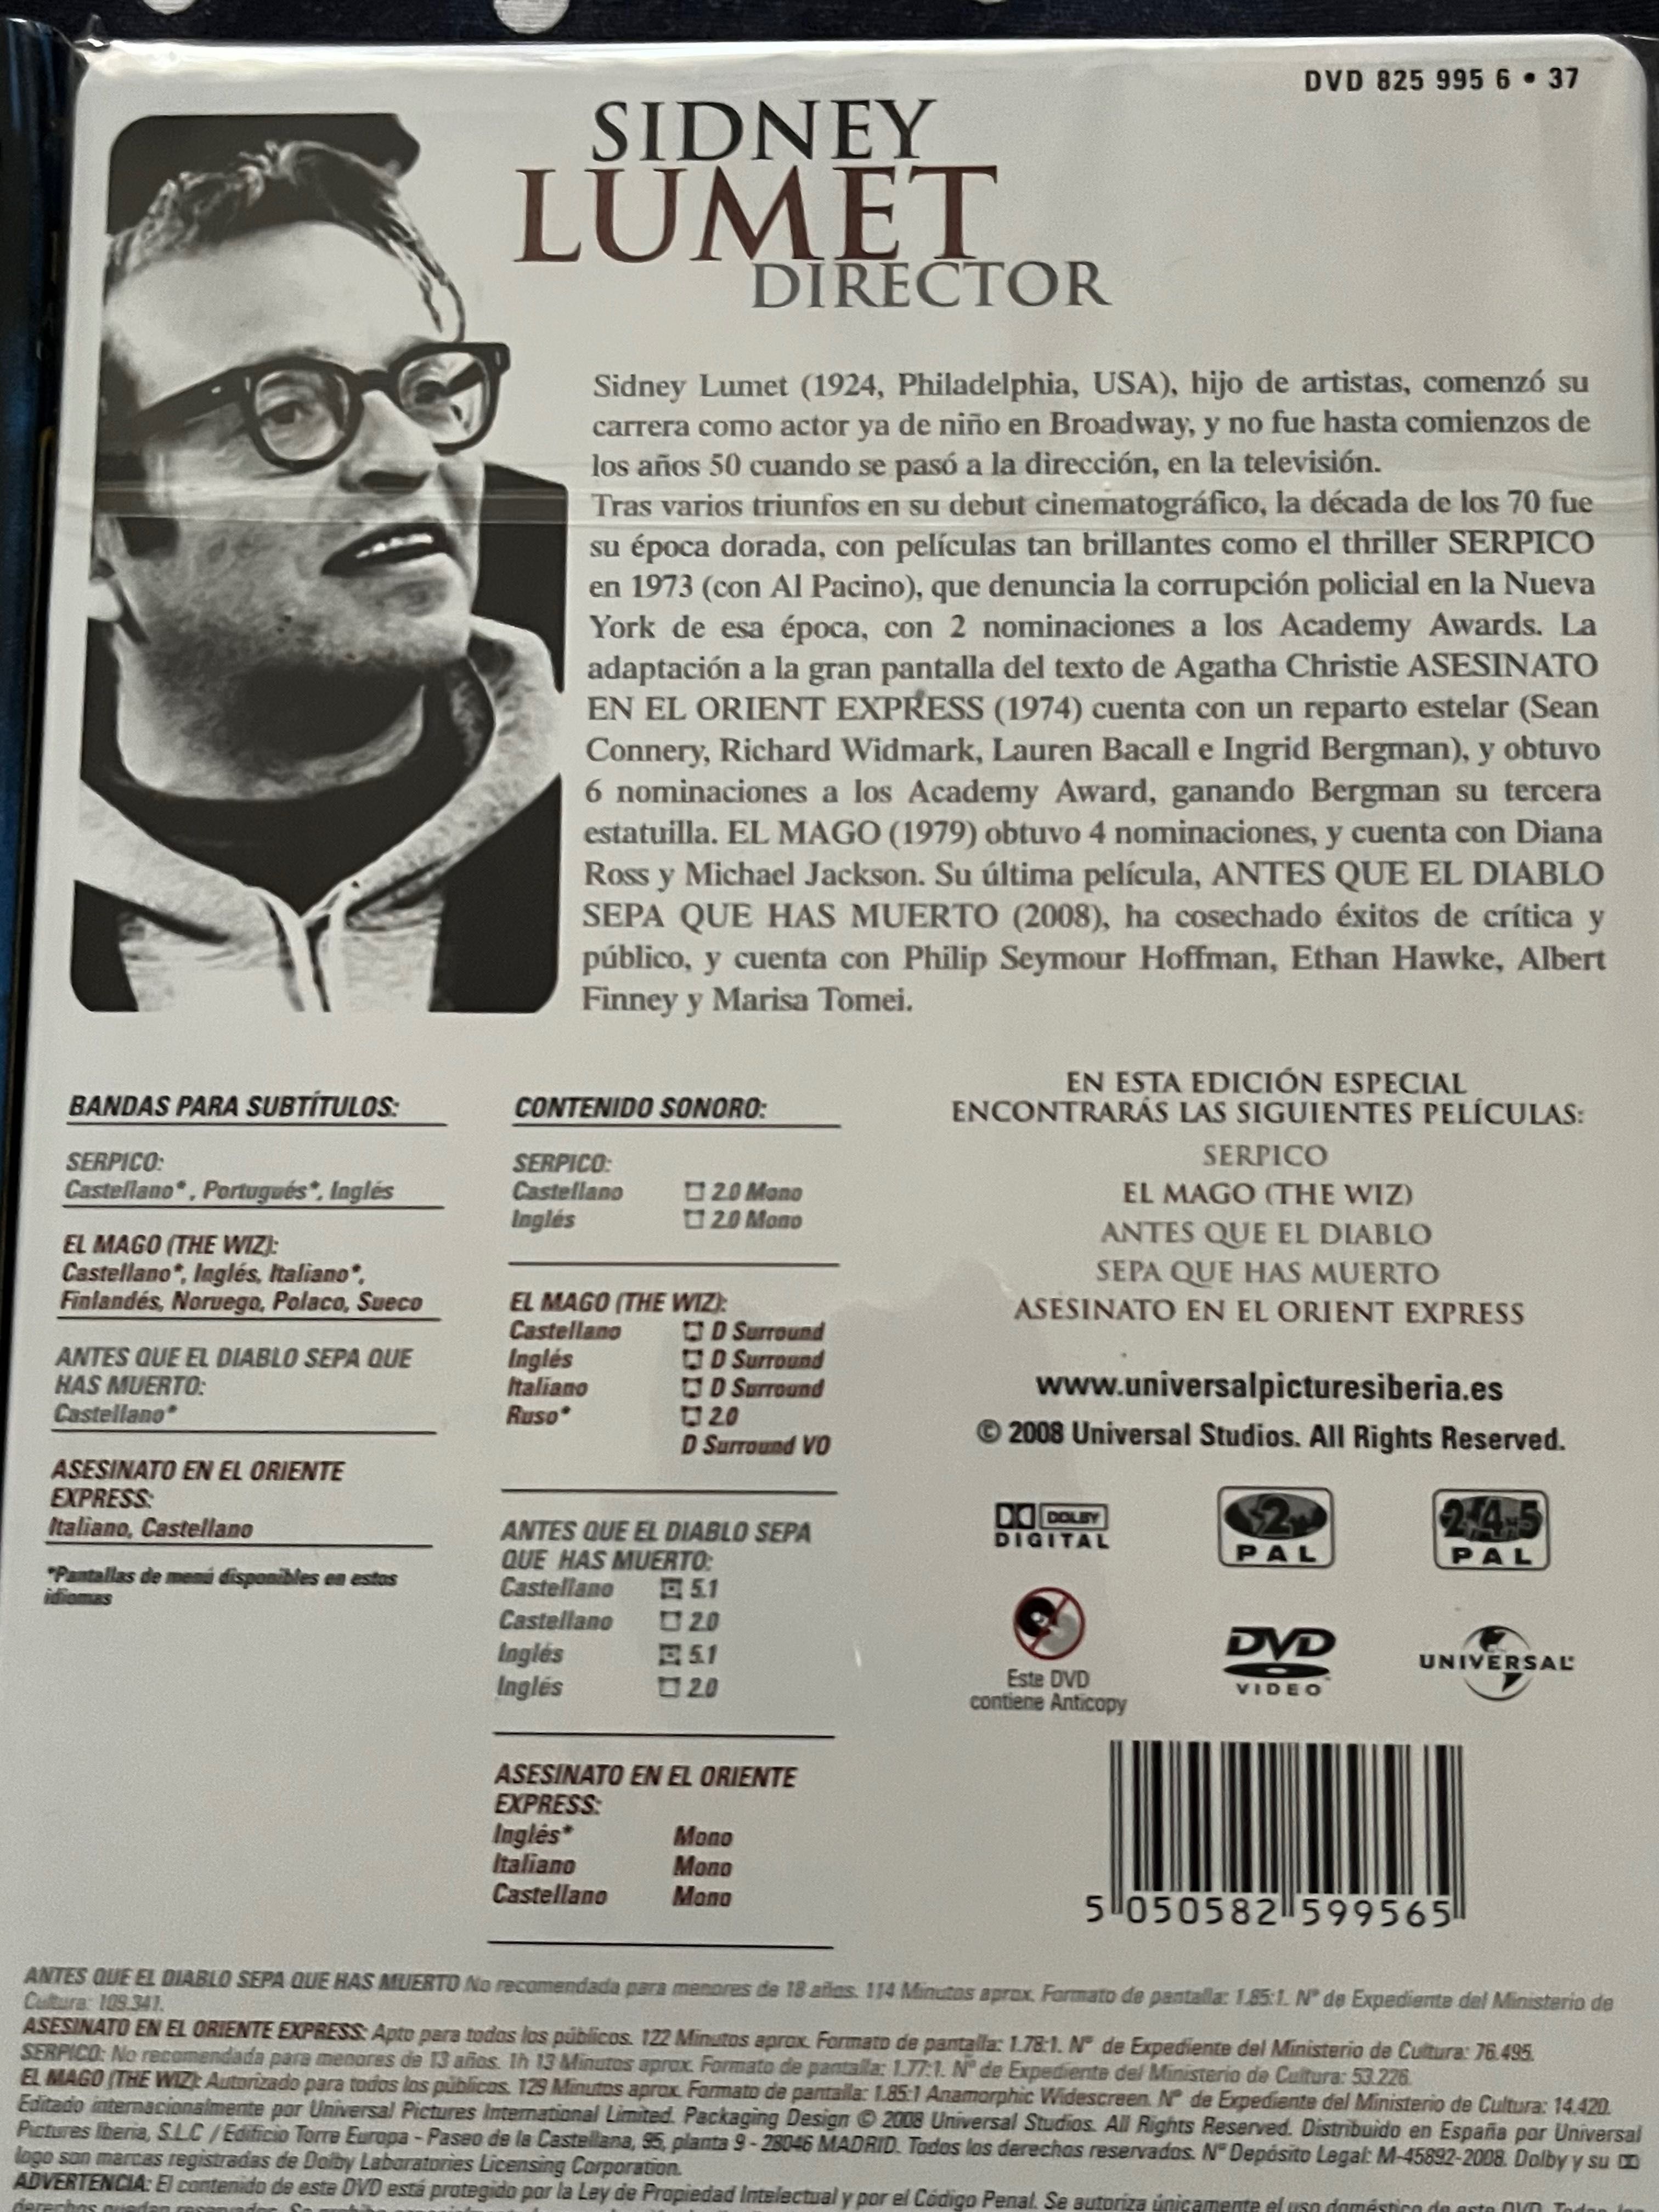 DVD 825 995 6 • 37
SIDNEY
LUMET
DIRECTOR
Sidney Lumet (1924, Philadelphia, USA), hijo de artistas, comenzó su
carrera como actor ya de niño en Broadway, y no fue hasta comienzos de
los años 50 cuando se pasó a la dirección, en la televisión.
Tras varios triunfos en su debut cinematográfico, la década de los 70 fue
su época dorada, con películas tan brillantes como el thriller SERPICO
en 1973 (con Al Pacino), que denuncia la corrupción policial en la Nueva
York de esa época, con 2 nominaciones a los Academy Awards. La
adaptación a la gran pantalla del texto de Agatha Christie ASESINATO
EN EL ORIENT EXPRESS (1974) cuenta con un reparto estelar (Sean
Connery, Richard Widmark, Lauren Bacall e Ingrid Bergman), y obtuvo
6 nominaciones a los Academy Award, ganando Bergman su tercera
estatuilla. EL MAGO (1979) obtuvo 4 nominaciones, y cuenta con Diana
Ross y Michael Jackson. Su última película, ANTES QUE EL DIABLO
SEPA QUE HAS MUERTO (2008), ha cosechado éxitos de crítica y
público, y cuenta con Philip Seymour Hoffman, Ethan Hawke, Albert
Finney y Marisa Tomei.
BANDAS PARA SUBTÍTULOS:
SERPICO:
Castellano*, Portugués*, Inglés
EL MAGO (THE WIZ):
Castellano*, Inglés, Italiano*,
Finlandés, Noruego, Polaco, Sueco
ANTES QUE EL DIABLO SEPA QUE
HAS MUERTO:
Castellano*
ASESINATO EN EL ORIENTE
EXPRESS:
Italiano, Castellano
*Pantallas de menú disponibles en estos
idiomas
CONTENIDO SONORO:
SERPICO:
Castellano 2.0 Mono
Inglés 2.0 Mono
EL MAGO (THE WIZ):
Castellano D Surround
Inglés D Surround
Italiano D Surround
Ruso* 2.0
D Surround VO
ANTES QUE EL DIABLO SEPA
QUE HAS MUERTO:
Castellano 5.1
Castellano 2.0
Inglés 5.1
Inglés 2.0
ASESINATO EN EL ORIENTE
EXPRESS:
Inglés* Mono
Italiano Mono
Castellano Mono
EN ESTA EDICIÓN ESPECIAL
ENCONTRARÁS LAS SIGUIENTES PELÍCULAS:
SERPICO
EL MAGO (THE WIZ)
ANTES QUE EL DIABLO
SEPA QUE HAS MUERTO
ASESINATO EN EL ORIENT EXPRESS
www.universalpicturesiberia.es
© 2008 Universal Studios. All Rights Reserved.
DOLBY
DIGITAL
2
PAL
2-4-5
PAL
Este DVD
contiene Anticopy
DVD
VIDEO
UNIVERSAL
5 050582 599565
ANTES QUE EL DIABLO SEPA QUE HAS MUERTO No recomendada para menores de 18 años. 114 Minutos aprox. Formato de pantalla: 1.85:1. Nº de Expediente del Ministerio de
Cultura: 109.341.
ASESINATO EN EL ORIENTE EXPRESS: Apto para todos los públicos. 122 Minutos aprox. Formato de pantalla: 1.78:1. Nº de Expediente del Ministerio de Cultura: 76.495.
SERPICO: No recomendada para menores de 13 años. 1h 13 Minutos aprox. Formato de pantalla: 1.77:1. Nº de Expediente del Ministerio de Cultura: 53.226.
EL MAGO (THE WIZ): Autorizado para todos los públicos. 129 Minutos aprox. Formato de pantalla: 1.85:1 Anamorphic Widescreen. Nº de Expediente del Ministerio de Cultura: 14.420.
Editado internacionalmente por Universal Pictures International Limited. Packaging Design © 2008 Universal Studios. All Rights Reserved. Distribuido en España por Universal
Pictures Iberia, S.L.C / Edificio Torre Europa - Paseo de la Castellana, 95, planta 9 - 28046 MADRID. Todos los derechos reservados. Nº Depósito Legal: M-45892-2008. Dolby y su
logo son marcas registradas de Dolby Laboratories Licensing Corporation.
ADVERTENCIA: El contenido de este DVD está protegido por la Ley de Propiedad Intelectual y por el Código Penal. Se autoriza únicamente el uso doméstico de este DVD. Todos los